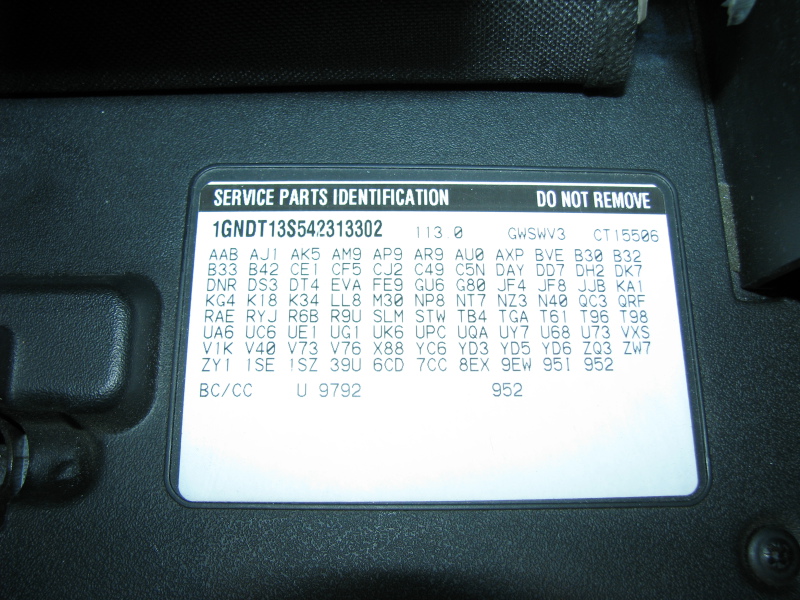 SERVICE PARTS IDENTIFICATION DO NOT REMOVE
1GNDT13S542313302 113.0 GWSWV3 CT15506
AAB AJ1 AK5 AM9 AP9 AR9 AU0 AXP BVE B30 B32
B33 B42 CE1 CF5 CJ2 C49 C5N DAY DD7 DH2 DK7
DNR DS3 DT4 EVA FE9 GU6 G80 JF4 JF8 JJB KA1
KG4 K18 K34 LL8 M30 NP8 NT7 NZ3 N40 QC3 QRF
RAE RYJ R6B R9U SLM STW TB4 TGA T61 T96 T98
UA6 UC6 UE1 UG1 UK6 UPC UQA UY7 U68 U73 VXS
V1K V40 V73 V76 X88 YC6 YD3 YD5 YD6 ZQ3 ZW7
ZY1 1SE 1SZ 39U 6CD 7CC 8EX 9EW 95I 952
BC/CC U 9792 952